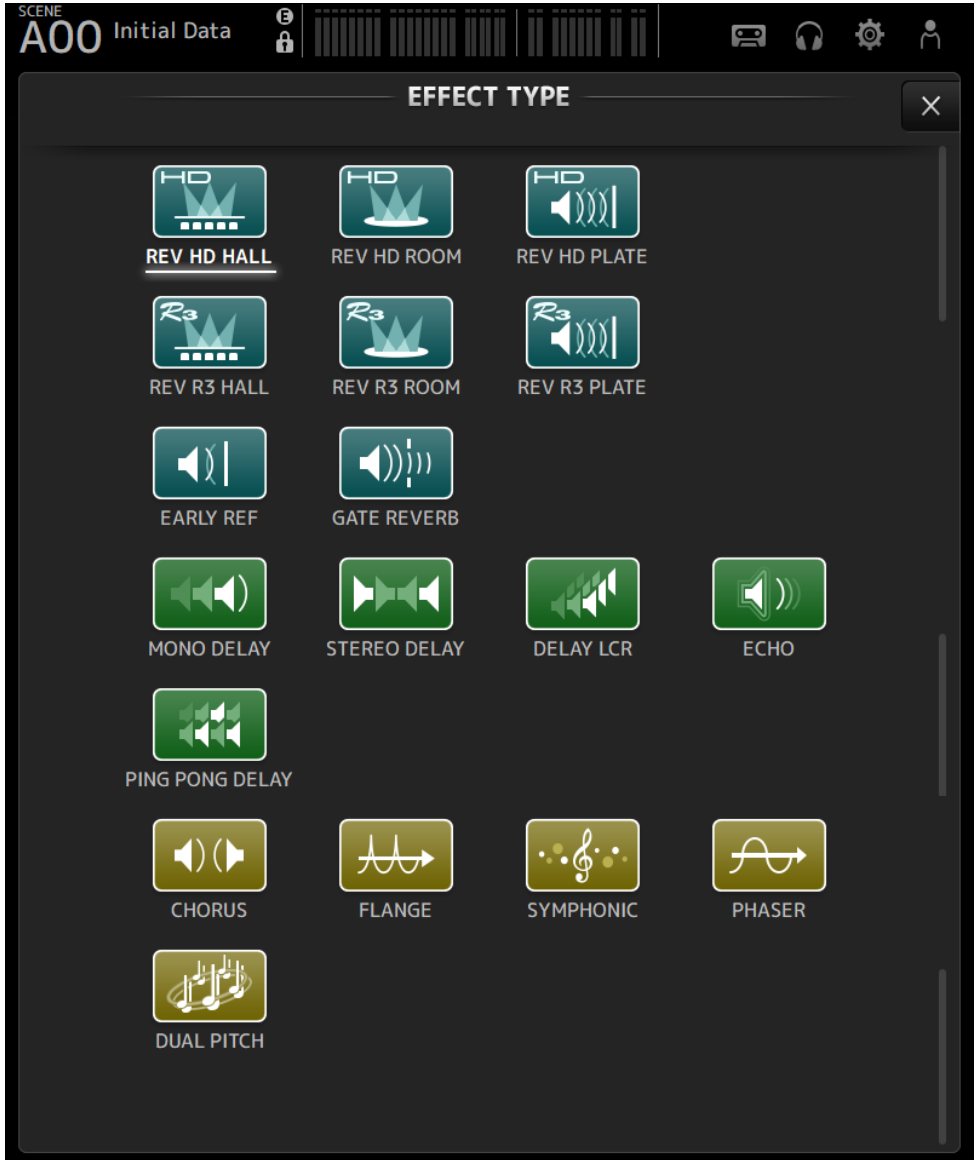 SCENE
A00 Initial Data
E
EFFECT TYPE
HD HD HD
REV HD HALL REV HD ROOM REV HD PLATE
R3 R3 R3
REV R3 HALL REV R3 ROOM REV R3 PLATE
EARLY REF GATE REVERB
MONO DELAY STEREO DELAY DELAY LCR ECHO
PING PONG DELAY
CHORUS FLANGE SYMPHONIC PHASER
DUAL PITCH